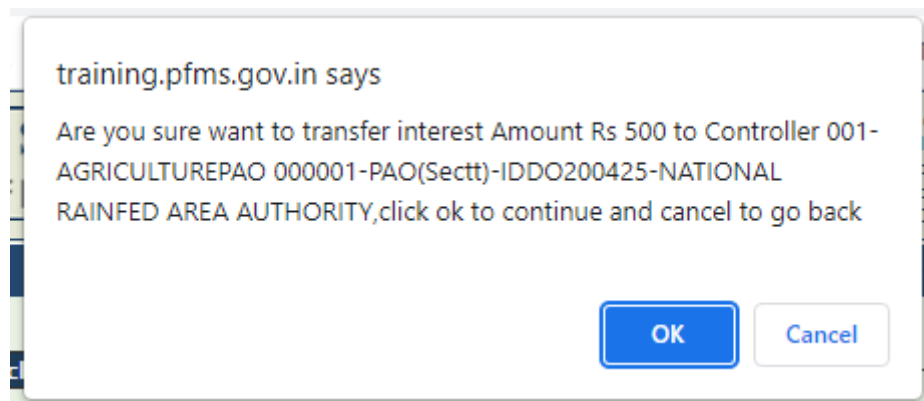 training.pfms.gov.in says
Are you sure want to transfer interest Amount Rs 500 to Controller 001-
AGRICULTUREPAO 000001-PAO(Sectt)-IDDO200425-NATIONAL
RAINFED AREA AUTHORITY,click ok to continue and cancel to go back
OK
Cancel